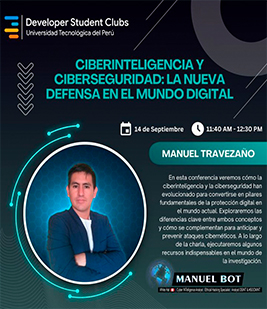 Developer Student Clubs
Universidad Tecnológica del Perú
CIBERINTELIGENCIA Y
CIBERSEGURIDAD: LA NUEVA
DEFENSA EN EL MUNDO DIGITAL
14 de Septiembre
11:40 AM - 12:30 PM
MANUEL TRAVEZAÑO
En esta conferencia veremos cómo la
ciberinteligencia y la ciberseguridad han
evolucionado para convertirse en pilares
fundamentales de la protección digital en
el mundo actual. Exploraremos las
diferencias clave entre ambos conceptos
y cómo se complementan para anticipar y
prevenir ataques cibernéticos. A lo largo
de la charla, ejecutaremos algunos
recursos indispensables en el mundo de
la investigación.
MANUEL BOT